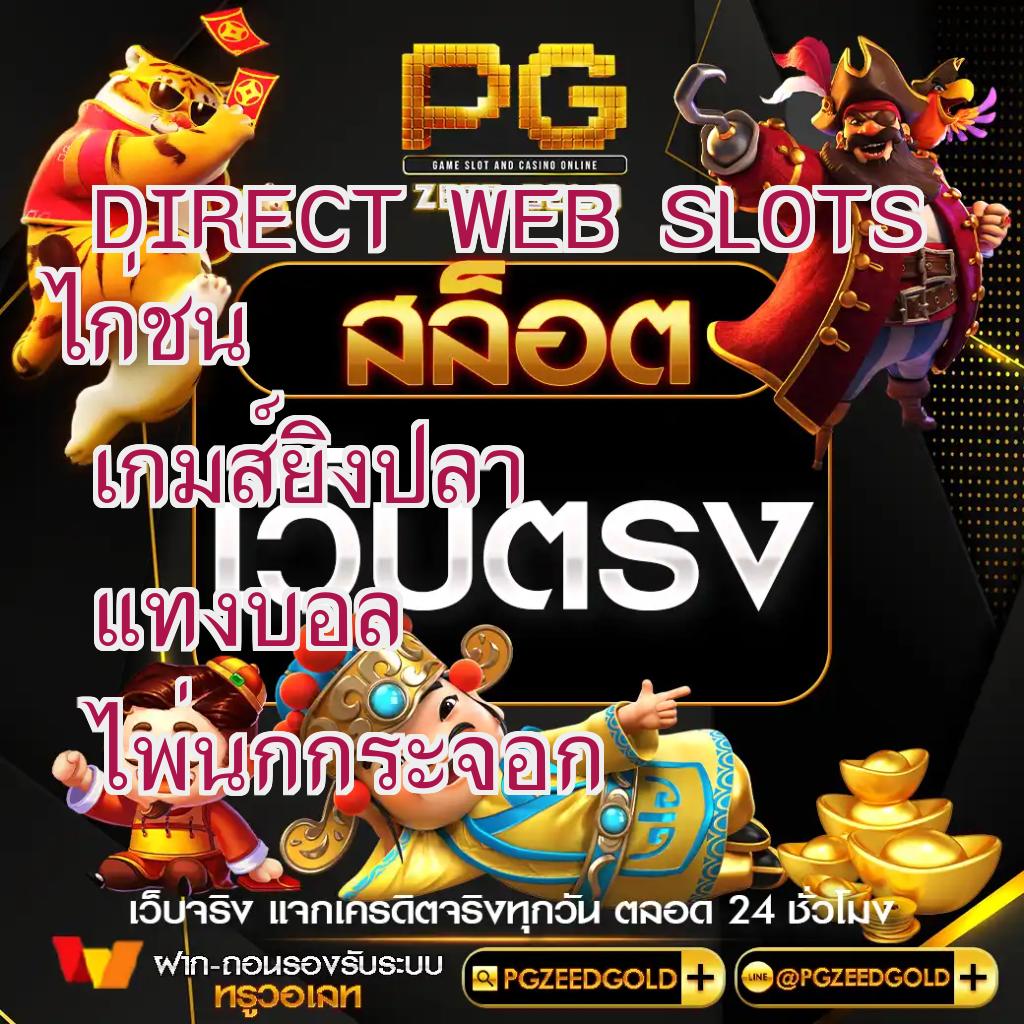 PG
GAME SLOT AND CASINO ONLINE
DIRECT WEB SLOTS
ไก่ชน
สล็อต
เกมส์ยิงปลา
เว็บตรง
แทงบอล
ไพ่นกกระจอก
เว็บจริง แจกเครดิตจริงทุกวัน ตลอด 24 ชั่วโมง
ฝาก-ถอนรองรับระบบ
ทรูวอเลท
PGZEEDGOLD +
LINE @PGZEEDGOLD +